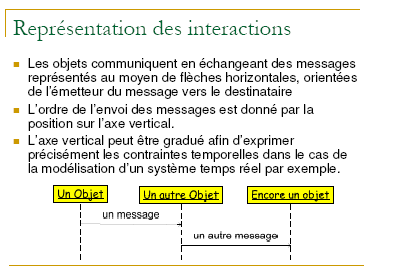 Représentation des interactions
Les objets communiquent en échangeant des messages
représentés au moyen de flèches horizontales, orientées
de l'émetteur du message vers le destinataire
L'ordre de l'envoi des messages est donné par la
position sur l'axe vertical.
L'axe vertical peut être gradué afin d'exprimer
précisément les contraintes temporelles dans le cas de
la modélisation d'un système temps réel par exemple.
Un Objet Un autre Objet Encore un objet
un message
un autre message